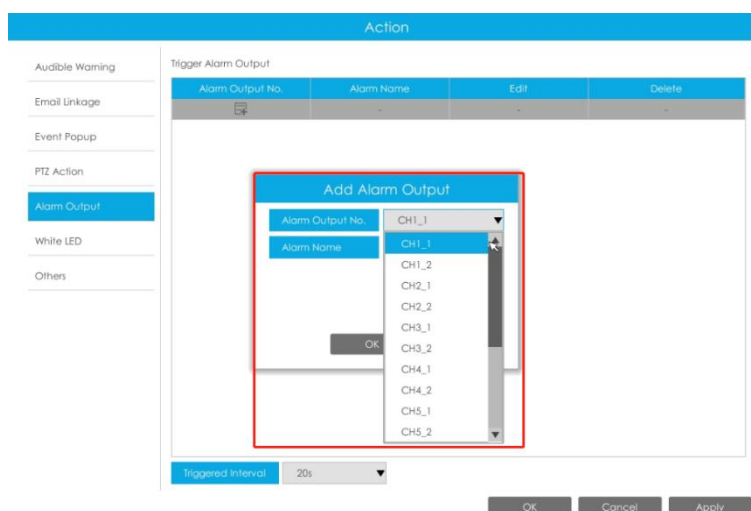 Action
Audible Warning
Email Linkage
Event Popup
PTZ Action
Alarm Output
White LED
Others
Trigger Alarm Output
Alarm Output No. Alarm Name Edit Delete
- - -
Add Alarm Output
Alarm Output No. CH1_1
Alarm Name
CH1_1
CH1_2
CH2_1
CH2_2
CH3_1
CH3_2
CH4_1
CH4_2
CH5_1
CH5_2
OK
Triggered Interval 20s
OK Cancel Apply